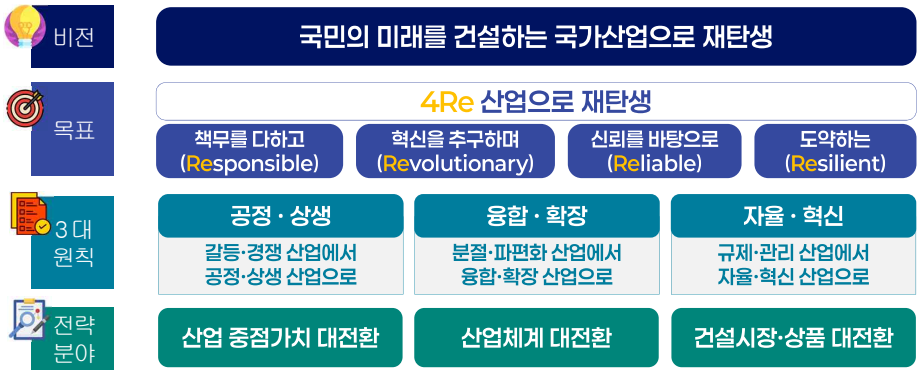 비전
국민의 미래를 건설하는 국가산업으로 재탄생
목표
4Re 산업으로 재탄생
책무를 다하고
(Responsible)
혁신을 추구하며
(Revolutionary)
신뢰를 바탕으로
(Reliable)
도약하는
(Resilient)
3대
원칙
공정·상생
갈등·경쟁 산업에서
공정·상생 산업으로
융합·확장
분절·파편화 산업에서
융합·확장 산업으로
자율·혁신
규제·관리 산업에서
자율·혁신 산업으로
전략
분야
산업 중점가치 대전환
산업체계 대전환
건설시장·상품 대전환